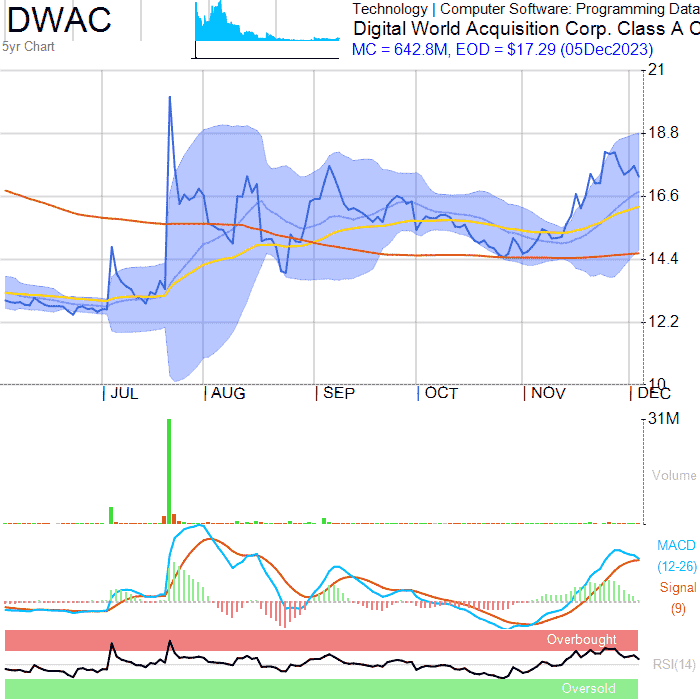 DWAC
5yr Chart
Technology | Computer Software: Programming Data
Digital World Acquisition Corp. Class A C
MC = 642.8M, EOD = $17.29 (05Dec2023)
21
18.8
16.6
14.4
12.2
10
JUL AUG SEP OCT NOV DEC
31M
Volume
MACD
(12-26)
Signal
(9)
Overbought
RSI(14)
Oversold